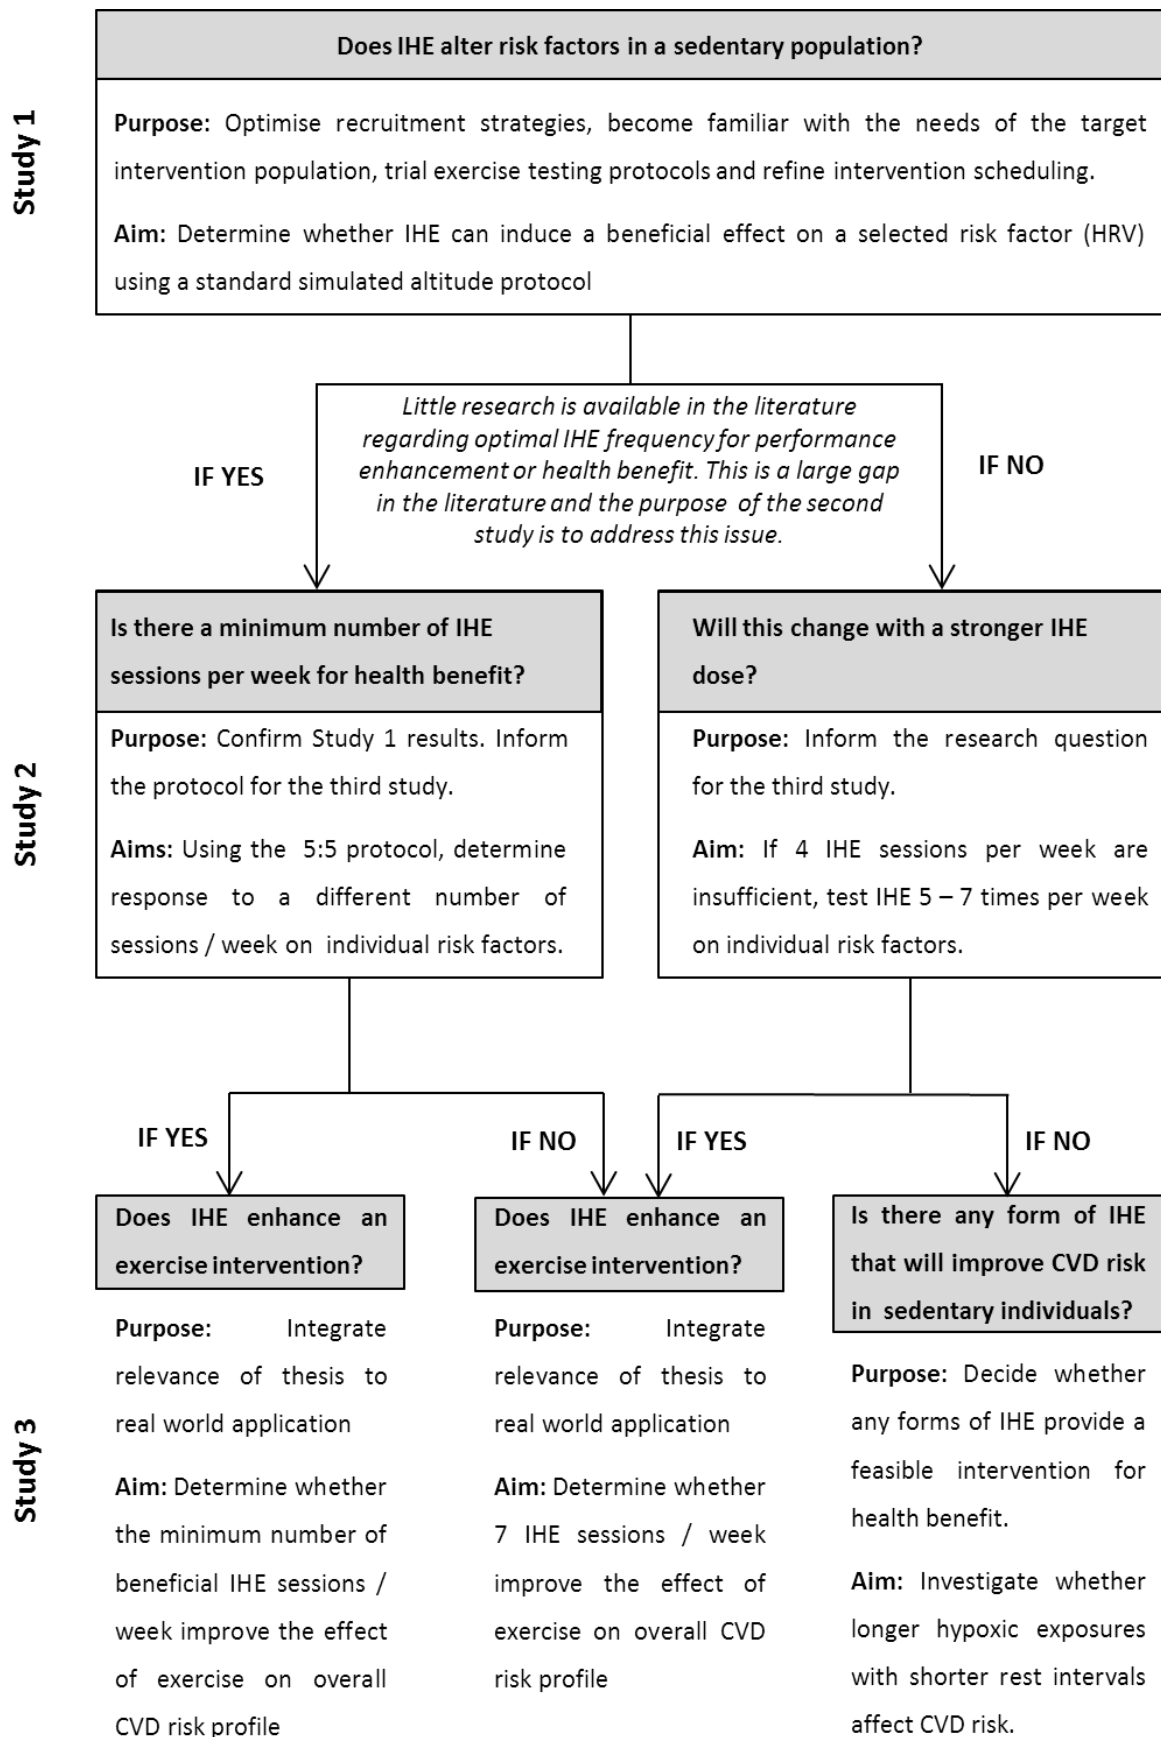 Study 1
Does IHE alter risk factors in a sedentary population?
Purpose: Optimise recruitment strategies, become familiar with the needs of the target
intervention population, trial exercise testing protocols and refine intervention scheduling.
Aim: Determine whether IHE can induce a beneficial effect on a selected risk factor (HRV)
using a standard simulated altitude protocol
IF YES
Little research is available in the literature
regarding optimal IHE frequency for performance
enhancement or health benefit. This is a large gap
in the literature and the purpose of the second
study is to address this issue.
IF NO
Study 2
Is there a minimum number of IHE
sessions per week for health benefit?
Purpose: Confirm Study 1 results. Inform
the protocol for the third study.
Aims: Using the 5:5 protocol, determine
response to a different number of
sessions / week on individual risk factors.
Will this change with a stronger IHE
dose?
Purpose: Inform the research question
for the third study.
Aim: If 4 IHE sessions per week are
insufficient, test IHE 5 – 7 times per week
on individual risk factors.
IF YES
IF NO
IF YES
IF NO
Study 3
Does IHE enhance an
exercise intervention?
Purpose: Integrate
relevance of thesis to
real world application
Aim: Determine whether
the minimum number of
beneficial IHE sessions /
week improve the effect
of exercise on overall
CVD risk profile
Does IHE enhance an
exercise intervention?
Purpose: Integrate
relevance of thesis to
real world application
Aim: Determine whether
7 IHE sessions / week
improve the effect of
exercise on overall CVD
risk profile
Is there any form of IHE
that will improve CVD risk
in sedentary individuals?
Purpose: Decide whether
any forms of IHE provide a
feasible intervention for
health benefit.
Aim: Investigate whether
longer hypoxic exposures
with shorter rest intervals
affect CVD risk.